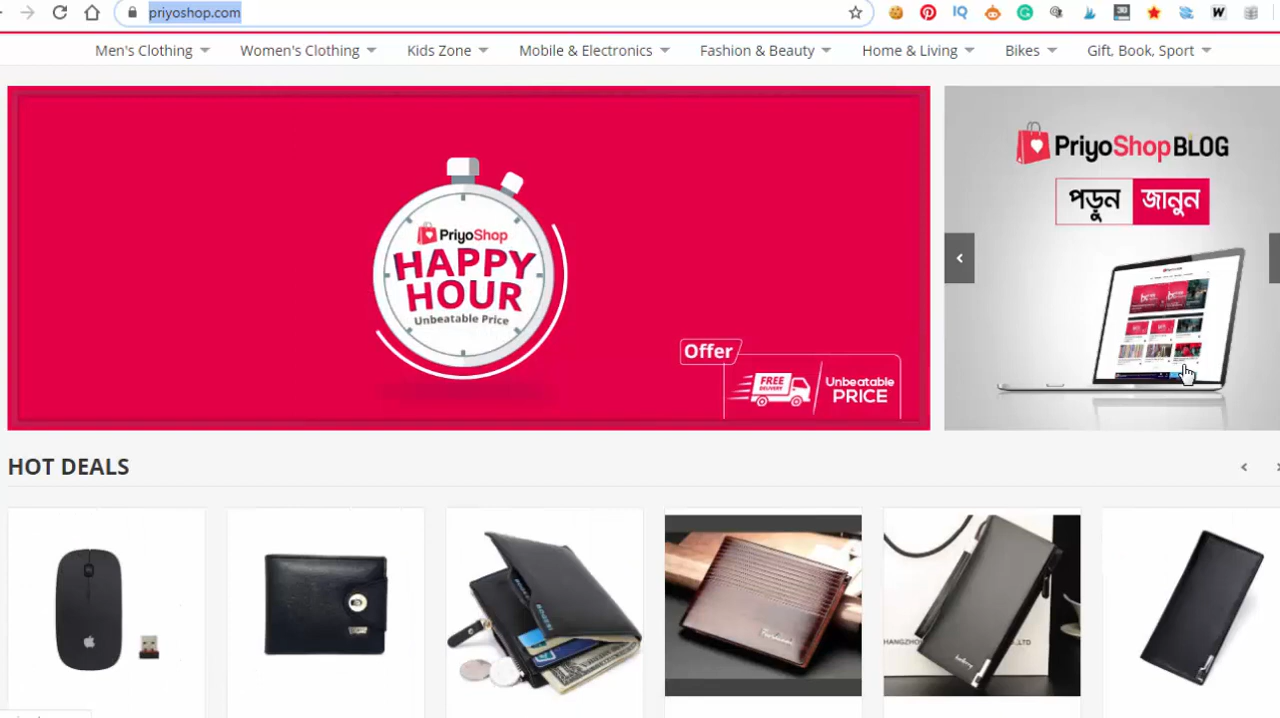 priyoshop.com
Men's Clothing
Women's Clothing
Kids Zone
Mobile & Electronics
Fashion & Beauty
Home & Living
Bikes
Gift, Book, Sport
PriyoShop
HAPPY
HOUR
Unbeatable Price
Offer
FREE
DELIVERY
Unbeatable
PRICE
PriyoShop BLOG
পড়ুন জানুন
HOT DEALS